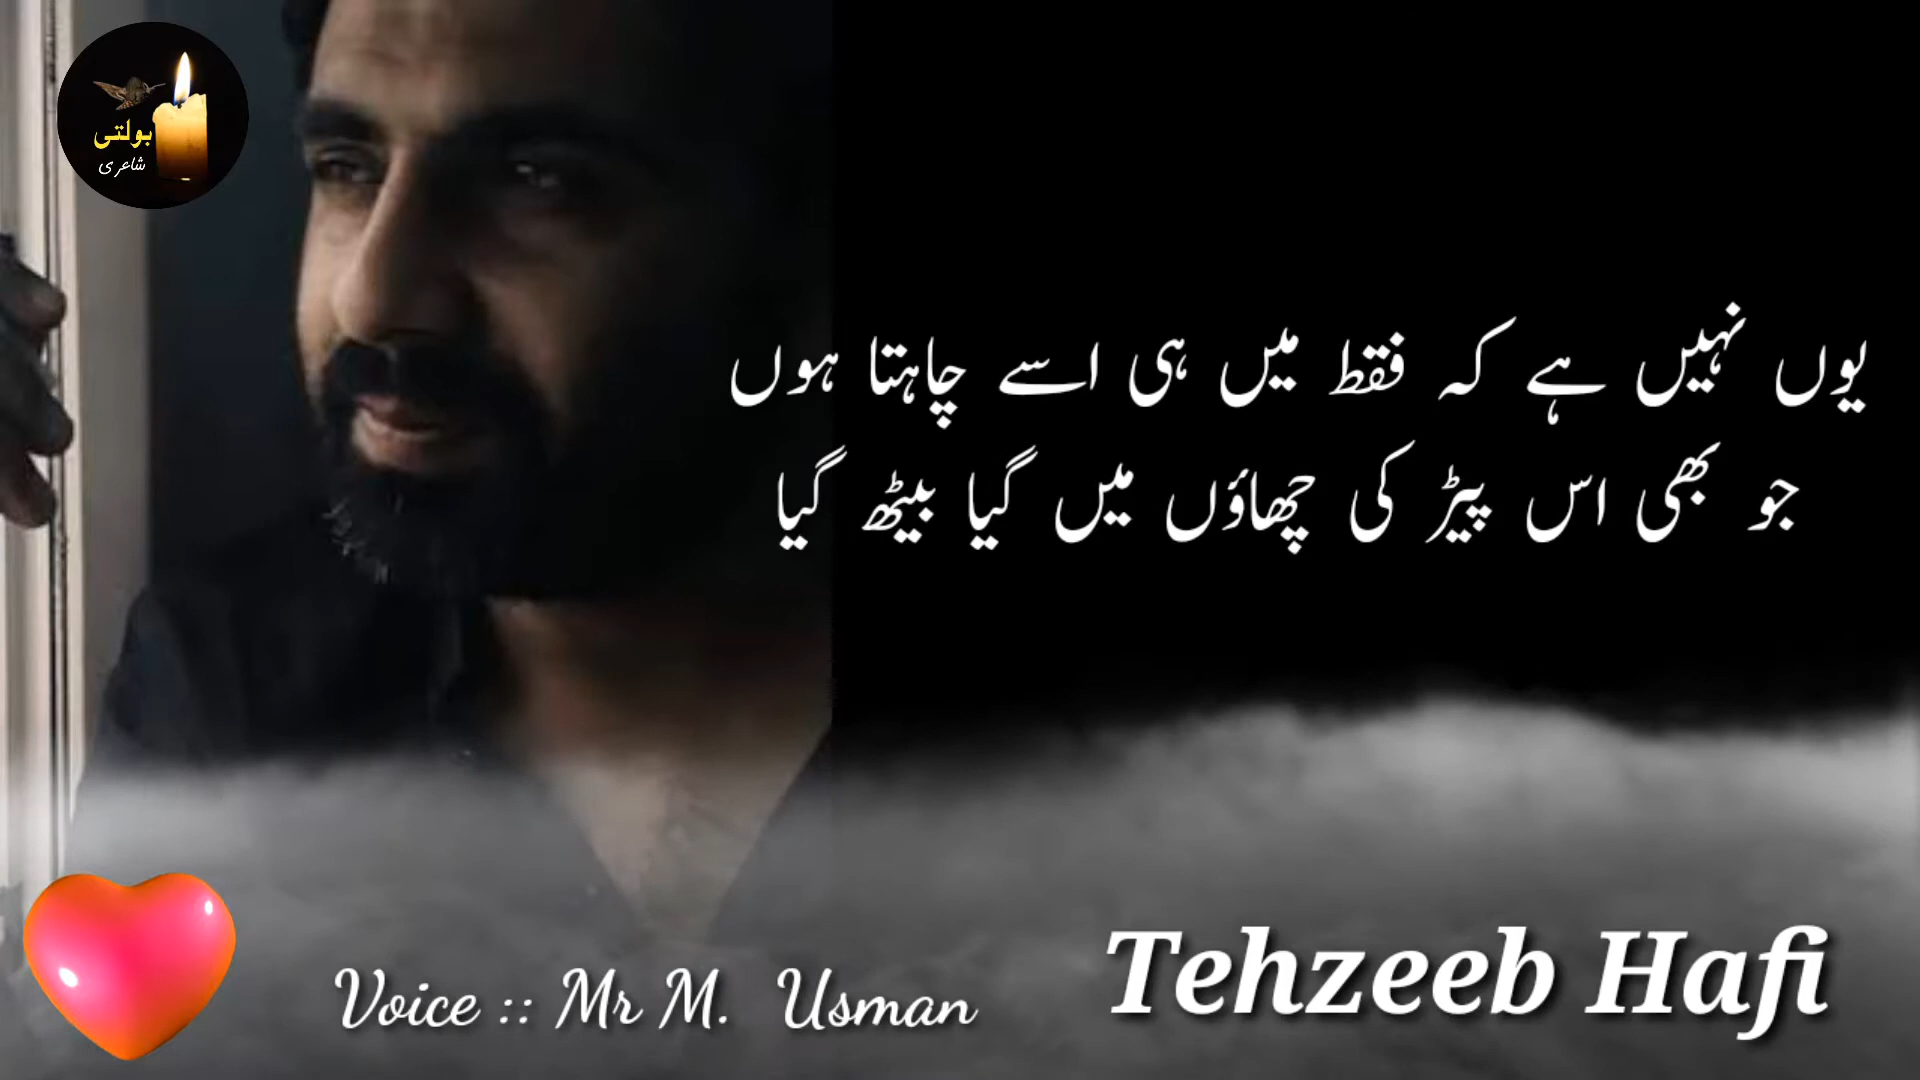 بولتی
شاعری
یوں نہیں ہے کہ فقط میں ہی اسے چاہتا ہوں
جو بھی اس پیڑ کی چھاؤں میں گیا بیٹھ گیا
Voice :: Mr M. Usman
Tehzeeb Hafi